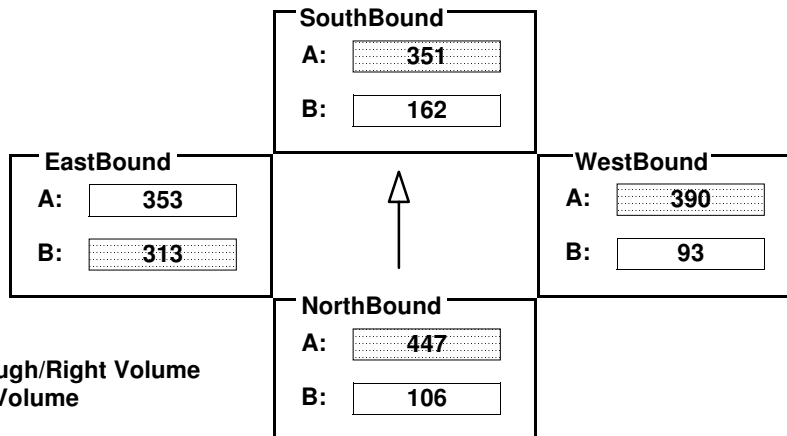 SouthBound
A: 351
B: 162
EastBound
A: 353
B: 313
WestBound
A: 390
B: 93
NorthBound
A: 447
B: 106
ugh/Right Volume
Volume